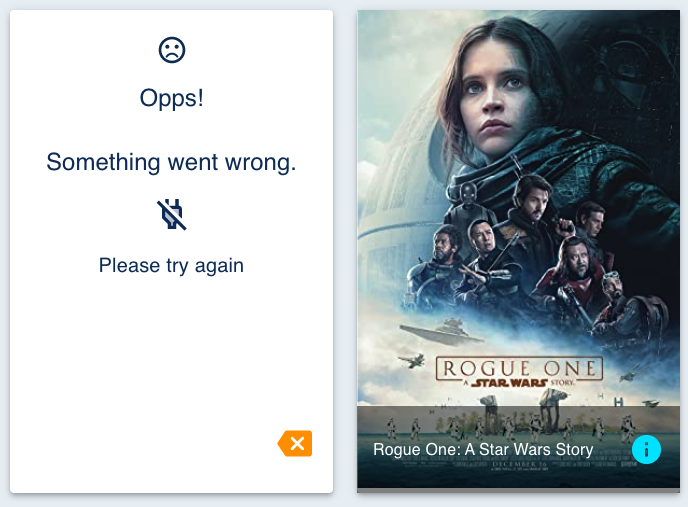 Opps!
Something went wrong.
Please try again
ROGUE ONE
A STAR WARS STORY
Rogue One: A Star Wars Story
DECEMBER 16